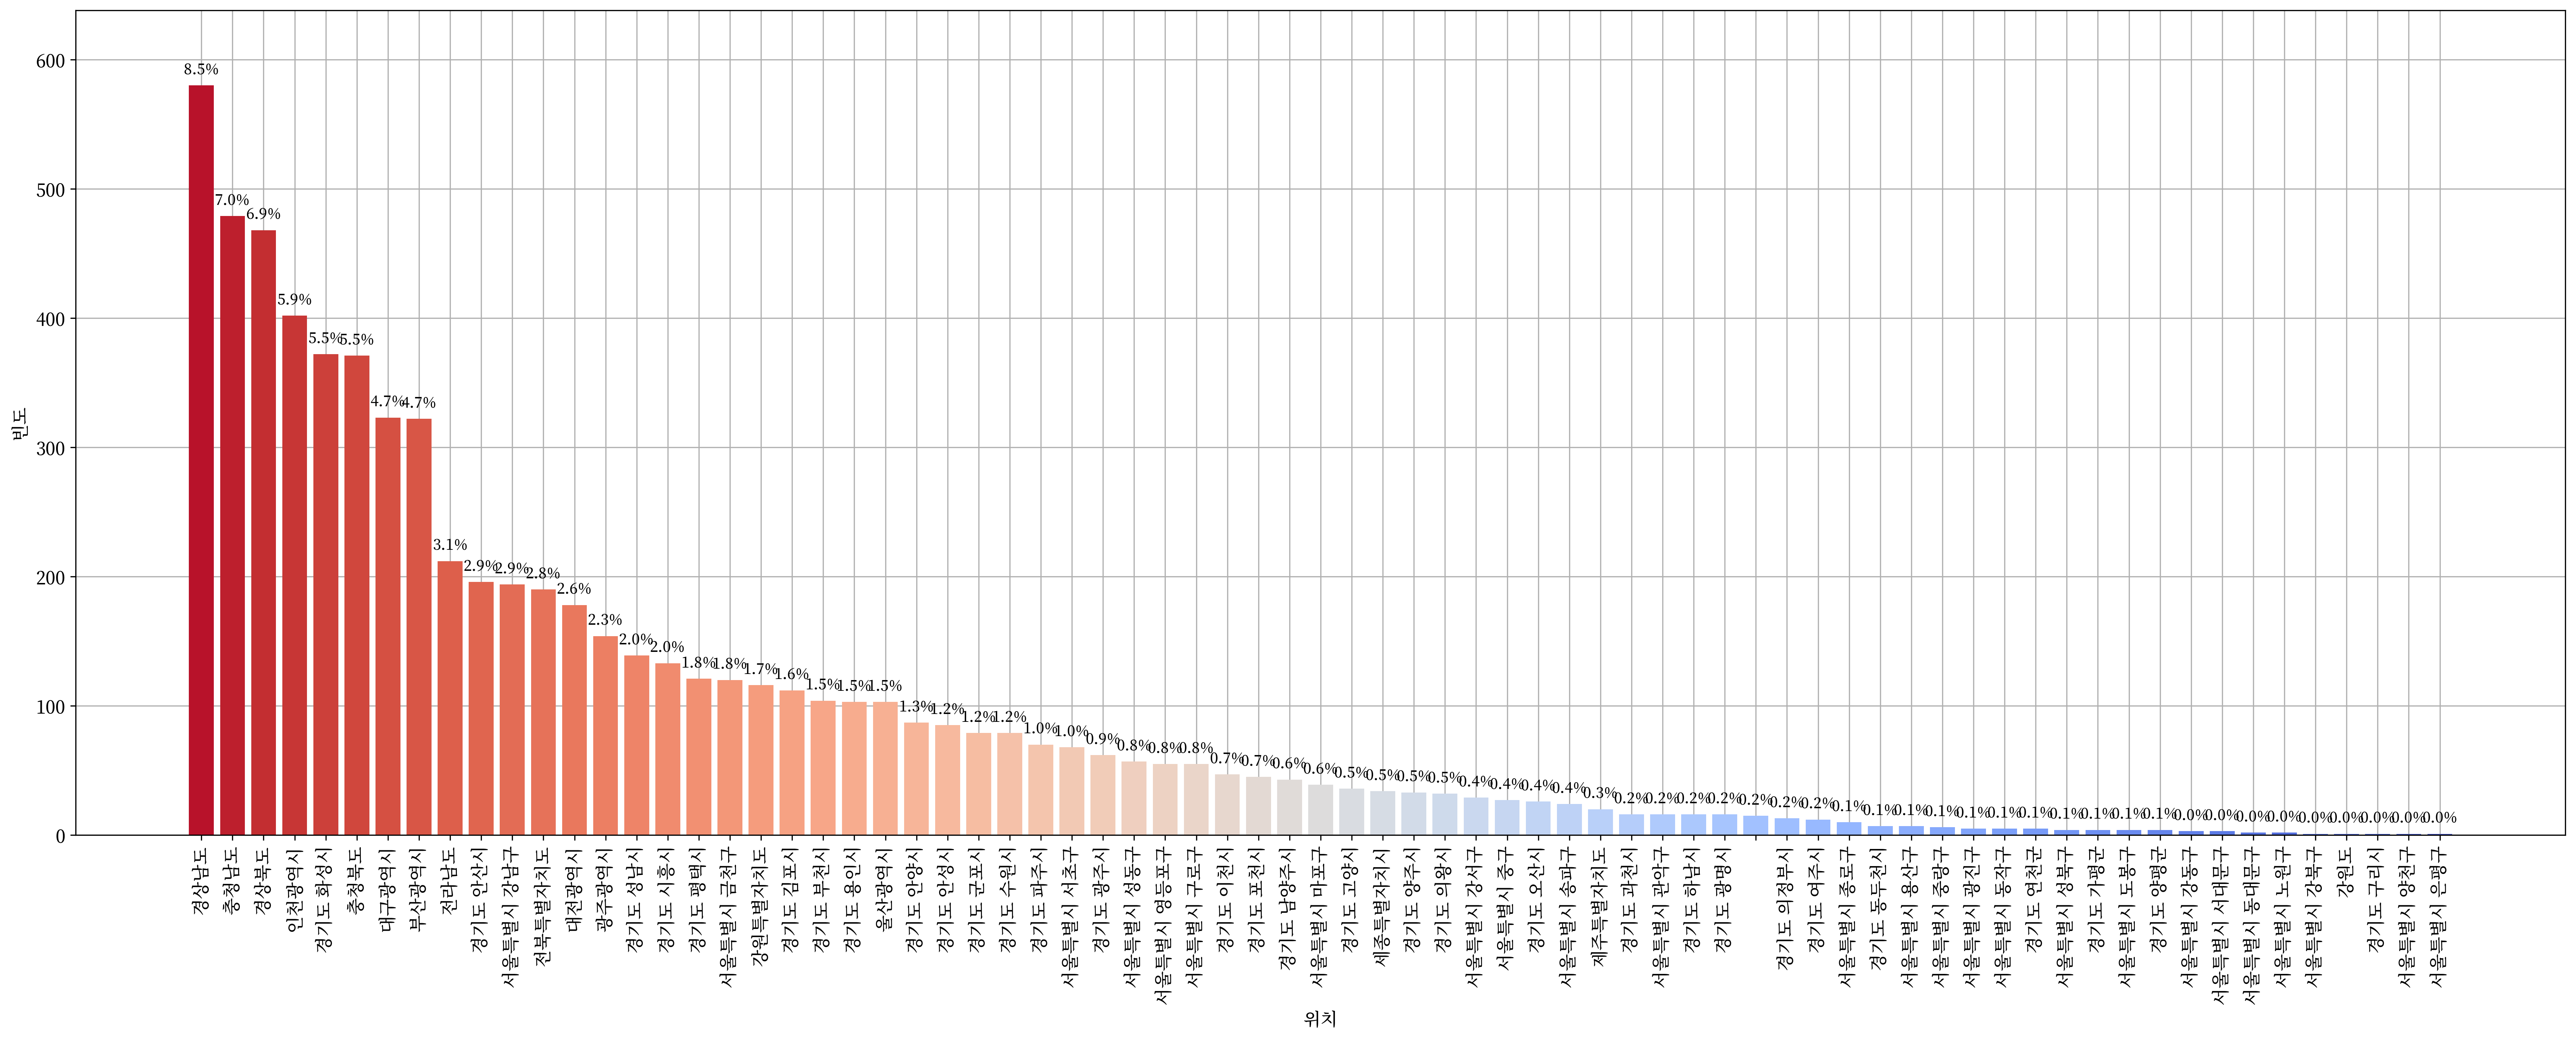 600
500
400
300
200
100
0
빈도
8.5%
7.0%
6.9%
5.9%
5.5%
5.5%
4.7%
4.7%
3.1%
2.9%
2.9%
2.8%
2.6%
2.3%
2.0%
2.0%
1.8%
1.8%
1.7%
1.6%
1.5%
1.5%
1.5%
1.3%
1.2%
1.2%
1.2%
1.0%
1.0%
0.9%
0.8%
0.8%
0.8%
0.7%
0.7%
0.6%
0.6%
0.5%
0.5%
0.5%
0.5%
0.4%
0.4%
0.4%
0.4%
0.3%
0.2%
0.2%
0.2%
0.2%
0.2%
0.2%
0.2%
0.1%
0.1%
0.1%
0.1%
0.1%
0.1%
0.1%
0.1%
0.1%
0.1%
0.1%
0.0%
0.0%
0.0%
0.0%
0.0%
0.0%
0.0%
0.0%
0.0%
경상남도
충청남도
경상북도
인천광역시
경기도 화성시
충청북도
대구광역시
부산광역시
전라남도
경기도 안산시
서울특별시 강남구
전북특별자치도
대전광역시
광주광역시
경기도 성남시
경기도 시흥시
경기도 평택시
서울특별시 금천구
강원특별자치도
경기도 김포시
경기도 부천시
경기도 용인시
울산광역시
경기도 안양시
경기도 안성시
경기도 군포시
경기도 수원시
경기도 파주시
서울특별시 서초구
경기도 광주시
서울특별시 성동구
서울특별시 영등포구
서울특별시 구로구
경기도 이천시
경기도 포천시
경기도 남양주시
서울특별시 마포구
경기도 고양시
세종특별자치시
경기도 양주시
경기도 의왕시
서울특별시 강서구
서울특별시 중구
경기도 오산시
서울특별시 송파구
제주특별자치도
경기도 과천시
서울특별시 관악구
경기도 하남시
경기도 광명시
경기도 의정부시
경기도 여주시
서울특별시 종로구
경기도 동두천시
서울특별시 용산구
서울특별시 중랑구
서울특별시 광진구
서울특별시 동작구
경기도 연천군
서울특별시 성북구
경기도 가평군
서울특별시 도봉구
경기도 양평군
서울특별시 강동구
서울특별시 서대문구
서울특별시 동대문구
서울특별시 노원구
서울특별시 강북구
강원도
경기도 구리시
서울특별시 양천구
서울특별시 은평구
위치